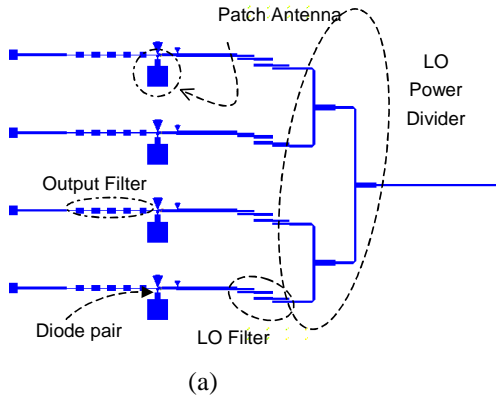 Patch Antenna
LO
Power
Divider
Output Filter
Diode pair
LO Filter
(a)